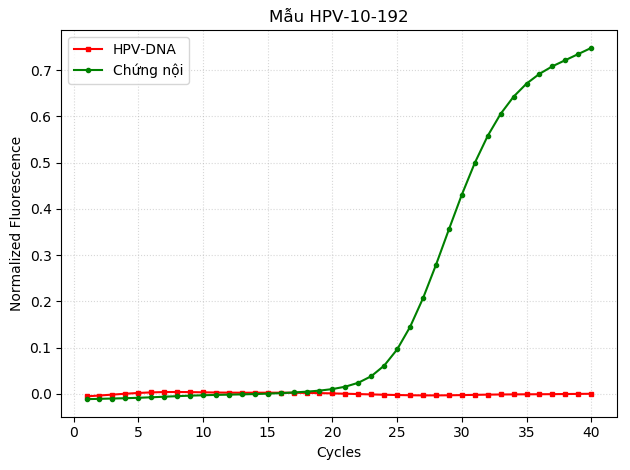 Mẫu HPV-10-192
HPV-DNA
Chứng nội
Normalized Fluorescence
0.7
0.6
0.5
0.4
0.3
0.2
0.1
0.0
0 5 10 15 20 25 30 35 40
Cycles